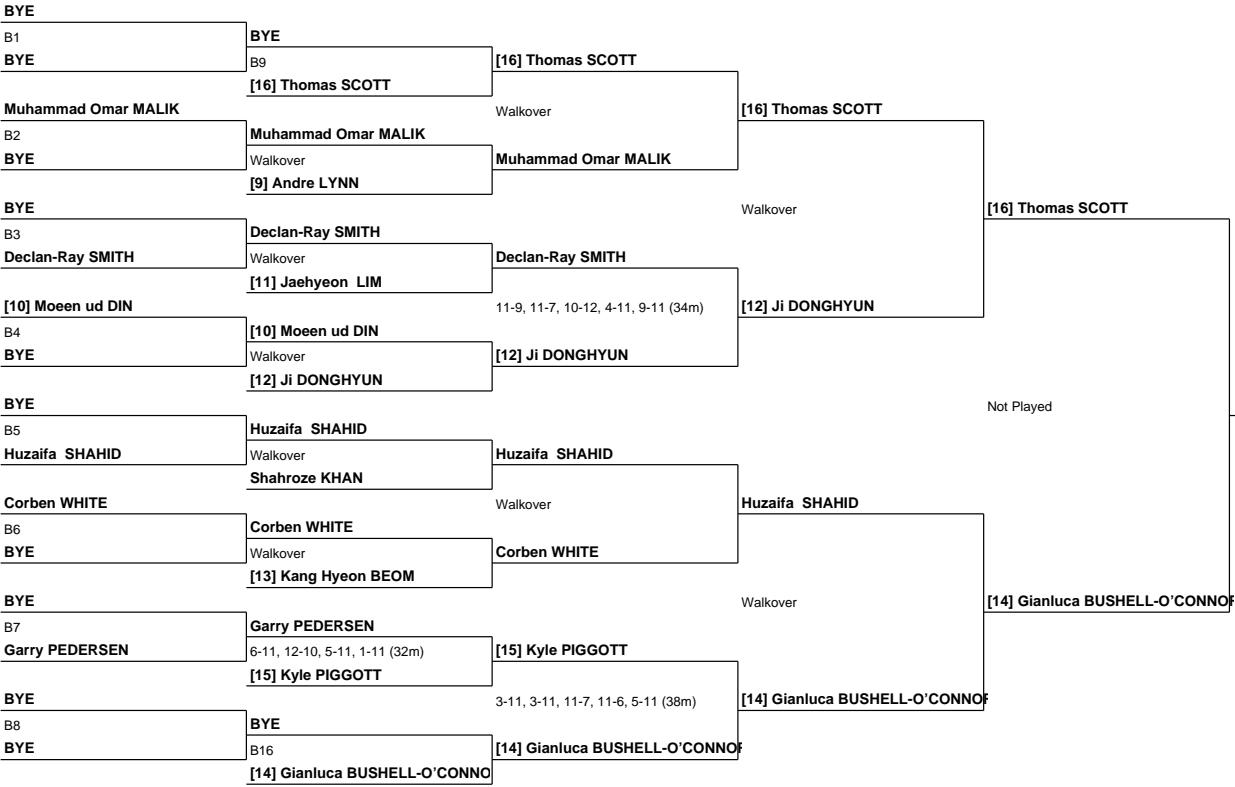 BYE
B1
BYE
Muhammad Omar MALIK
B2
BYE
BYE
B3
Declan-Ray SMITH
[10] Moeen ud DIN
B4
BYE
BYE
B5
Huzaifa SHAHID
Corben WHITE
B6
BYE
BYE
B7
Garry PEDERSEN
BYE
B8
BYE
BYE
B9
[16] Thomas SCOTT
Muhammad Omar MALIK
Walkover
[9] Andre LYNN
Declan-Ray SMITH
Walkover
[11] Jaehyeon LIM
[10] Moeen ud DIN
Walkover
[12] Ji DONGHYUN
Huzaifa SHAHID
Walkover
Shahroze KHAN
Corben WHITE
Walkover
[13] Kang Hyeon BEOM
Garry PEDERSEN
6-11, 12-10, 5-11, 1-11 (32m)
[15] Kyle PIGGOTT
BYE
B16
[14] Gianluca BUSHELL-O'CONNO
[16] Thomas SCOTT
Walkover
Muhammad Omar MALIK
Declan-Ray SMITH
11-9, 11-7, 10-12, 4-11, 9-11 (34m)
[12] Ji DONGHYUN
Huzaifa SHAHID
Walkover
Corben WHITE
[15] Kyle PIGGOTT
3-11, 3-11, 11-7, 11-6, 5-11 (38m)
[14] Gianluca BUSHELL-O'CONNOR
[16] Thomas SCOTT
Walkover
[12] Ji DONGHYUN
Huzaifa SHAHID
Walkover
[14] Gianluca BUSHELL-O'CONNOR
[16] Thomas SCOTT
Not Played
[14] Gianluca BUSHELL-O'CONNOR